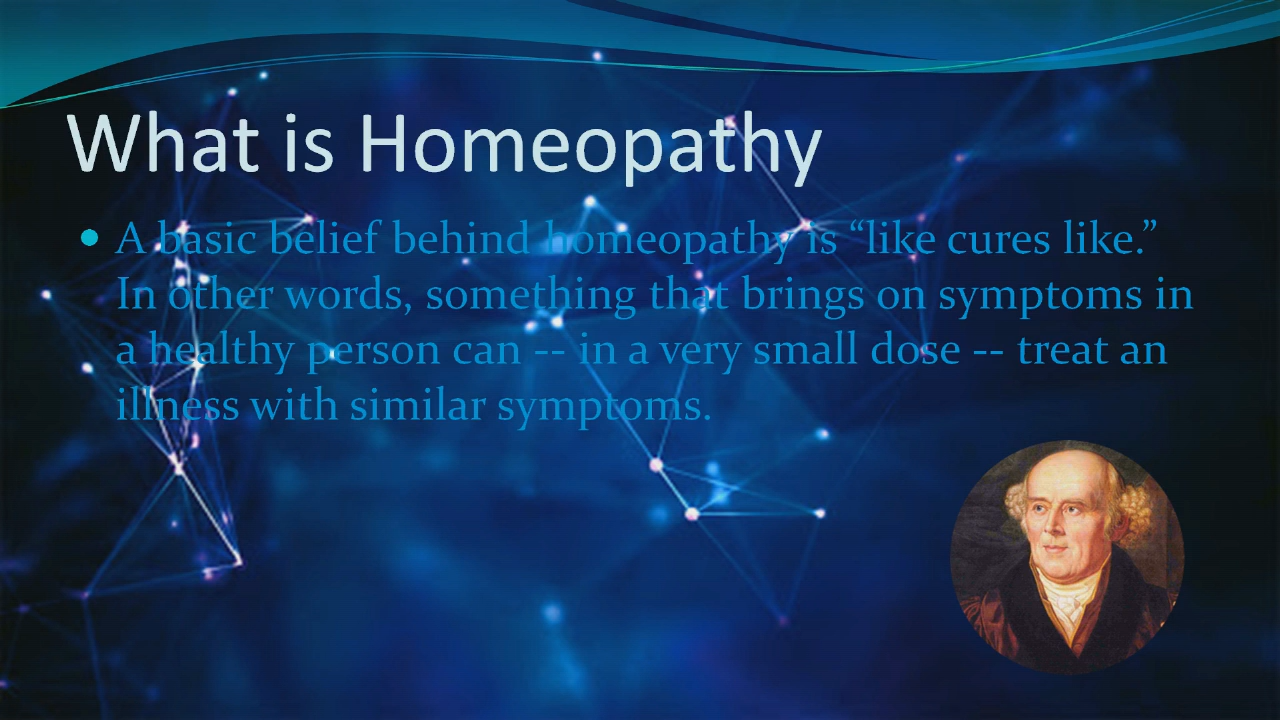 What is Homeopathy
• A basic belief behind homeopathy is “like cures like.”
In other words, something that brings on symptoms in
a healthy person can -- in a very small dose -- treat an
illness with similar symptoms.